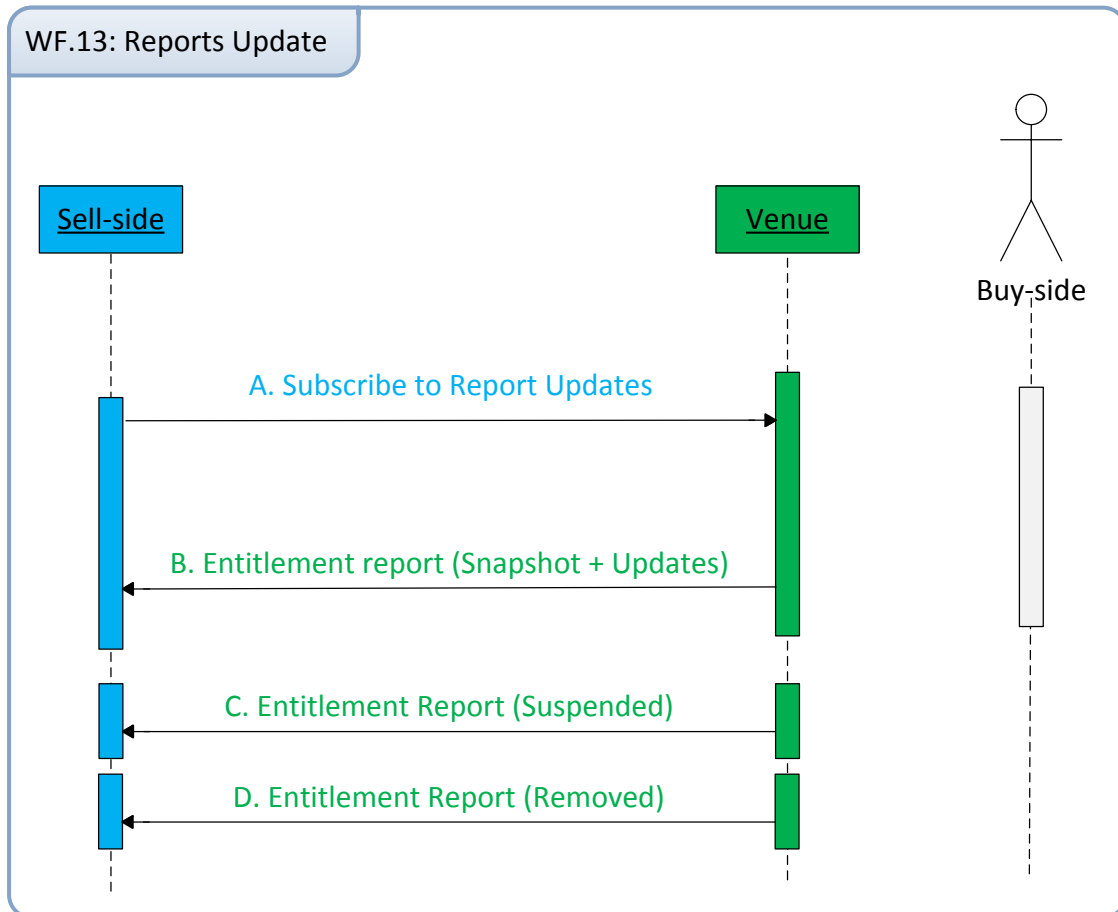 WF.13: Reports Update
Sell-side
Venue
Buy-side
A. Subscribe to Report Updates
B. Entitlement report (Snapshot + Updates)
C. Entitlement Report (Suspended)
D. Entitlement Report (Removed)